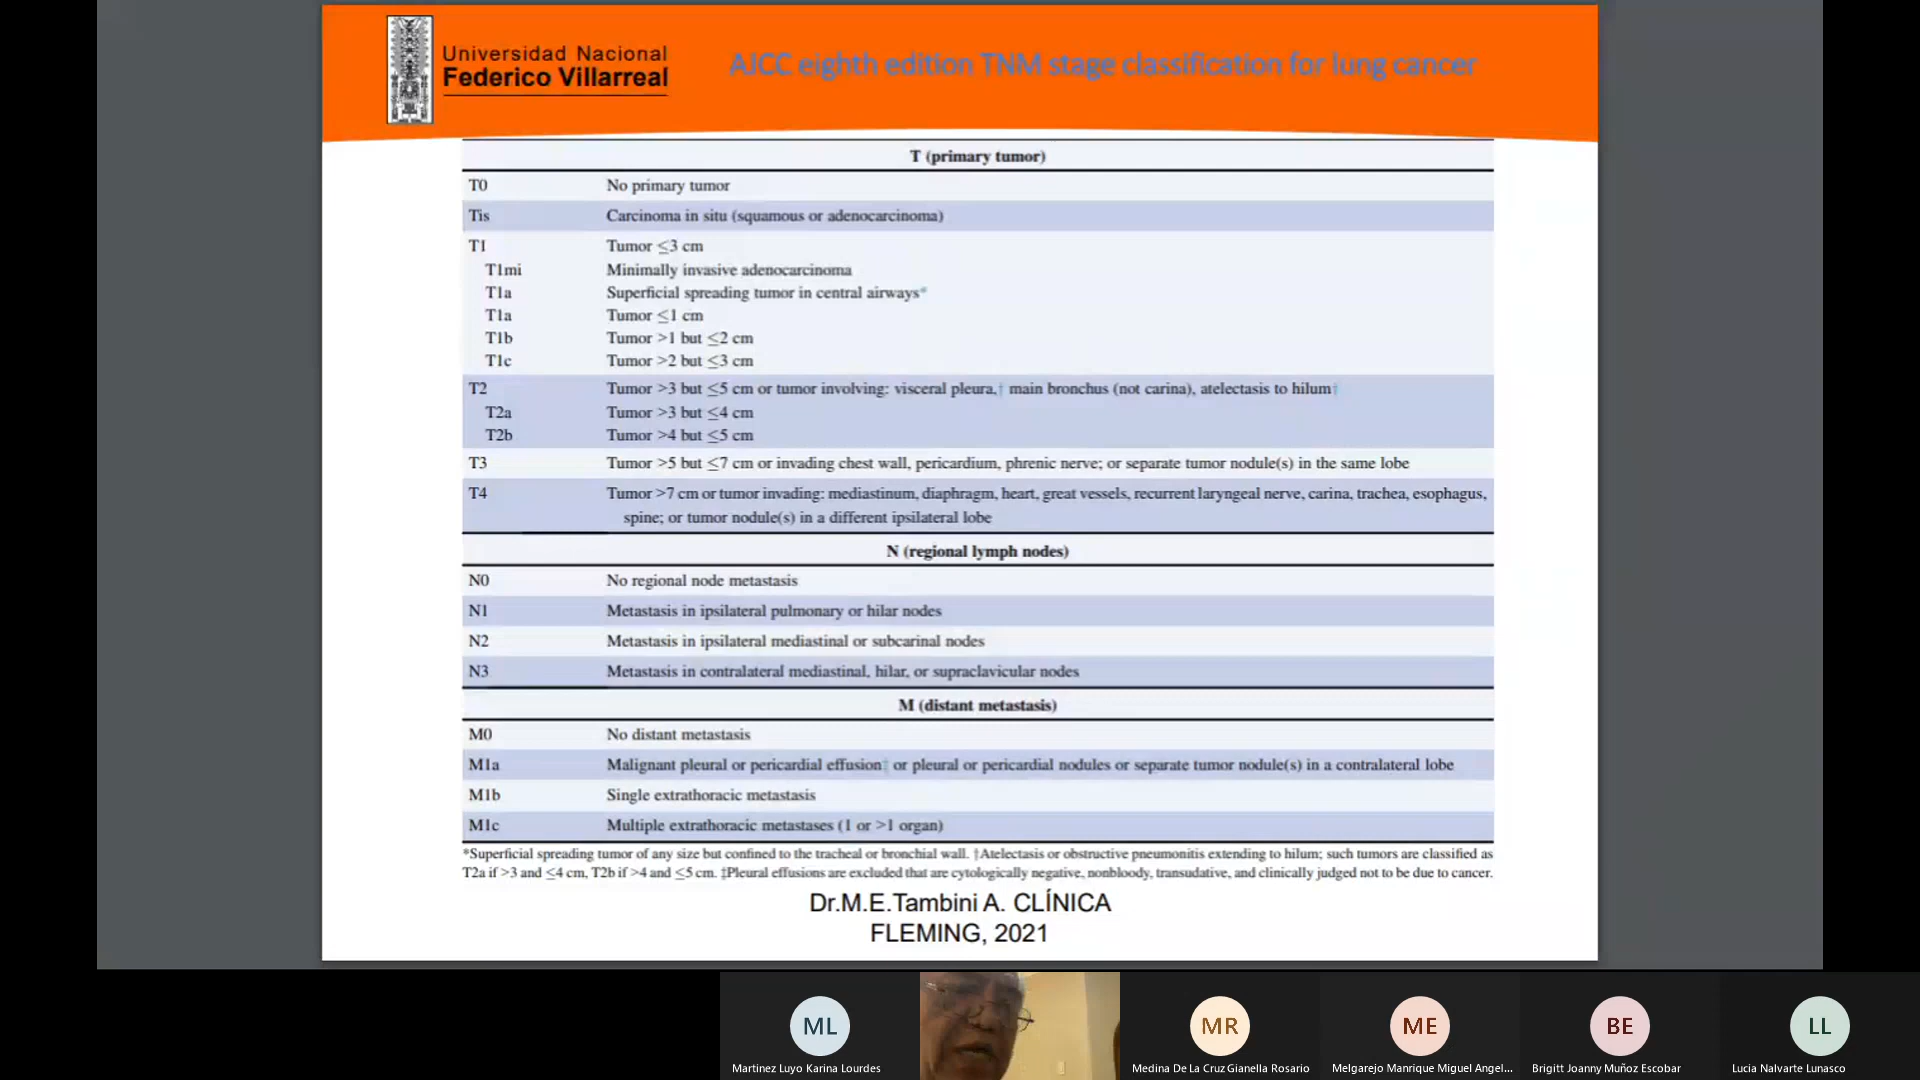 Universidad Nacional
Federico Villarreal
AJCC eighth edition TNM stage classification for lung cancer
T (primary tumor)
T0 No primary tumor
Tis Carcinoma in situ (squamous or adenocarcinoma)
T1 Tumor ≤3 cm
T1mi Minimally invasive adenocarcinoma
T1a Superficial spreading tumor in central airways*
T1a Tumor ≤1 cm
T1b Tumor >1 but ≤2 cm
T1c Tumor >2 but ≤3 cm
T2 Tumor >3 but ≤5 cm or tumor involving: visceral pleura,† main bronchus (not carina), atelectasis to hilum†
T2a Tumor >3 but ≤4 cm
T2b Tumor >4 but ≤5 cm
T3 Tumor >5 but ≤7 cm or invading chest wall, pericardium, phrenic nerve; or separate tumor nodule(s) in the same lobe
T4 Tumor >7 cm or tumor invading: mediastinum, diaphragm, heart, great vessels, recurrent laryngeal nerve, carina, trachea, esophagus,
spine; or tumor nodule(s) in a different ipsilateral lobe
N (regional lymph nodes)
N0 No regional node metastasis
N1 Metastasis in ipsilateral pulmonary or hilar nodes
N2 Metastasis in ipsilateral mediastinal or subcarinal nodes
N3 Metastasis in contralateral mediastinal, hilar, or supraclavicular nodes
M (distant metastasis)
M0 No distant metastasis
M1a Malignant pleural or pericardial effusion‡ or pleural or pericardial nodules or separate tumor nodule(s) in a contralateral lobe
M1b Single extrathoracic metastasis
M1c Multiple extrathoracic metastases (1 or >1 organ)
*Superficial spreading tumor of any size but confined to the tracheal or bronchial wall. †Atelectasis or obstructive pneumonitis extending to hilum; such tumors are classified as
T2a if >3 and ≤4 cm, T2b if >4 and ≤5 cm. ‡Pleural effusions are excluded that are cytologically negative, nonbloody, transudative, and clinically judged not to be due to cancer.
Dr.M.E.Tambini A. CLÍNICA
FLEMING, 2021
ML
MR
ME
BE
LL
Martinez Luyo Karina Lourdes
Medina De La Cruz Gianella Rosario
Melgarejo Manrique Miguel Angel...
Brigitt Joanny Muñoz Escobar
Lucia Nalvarte Lunasco